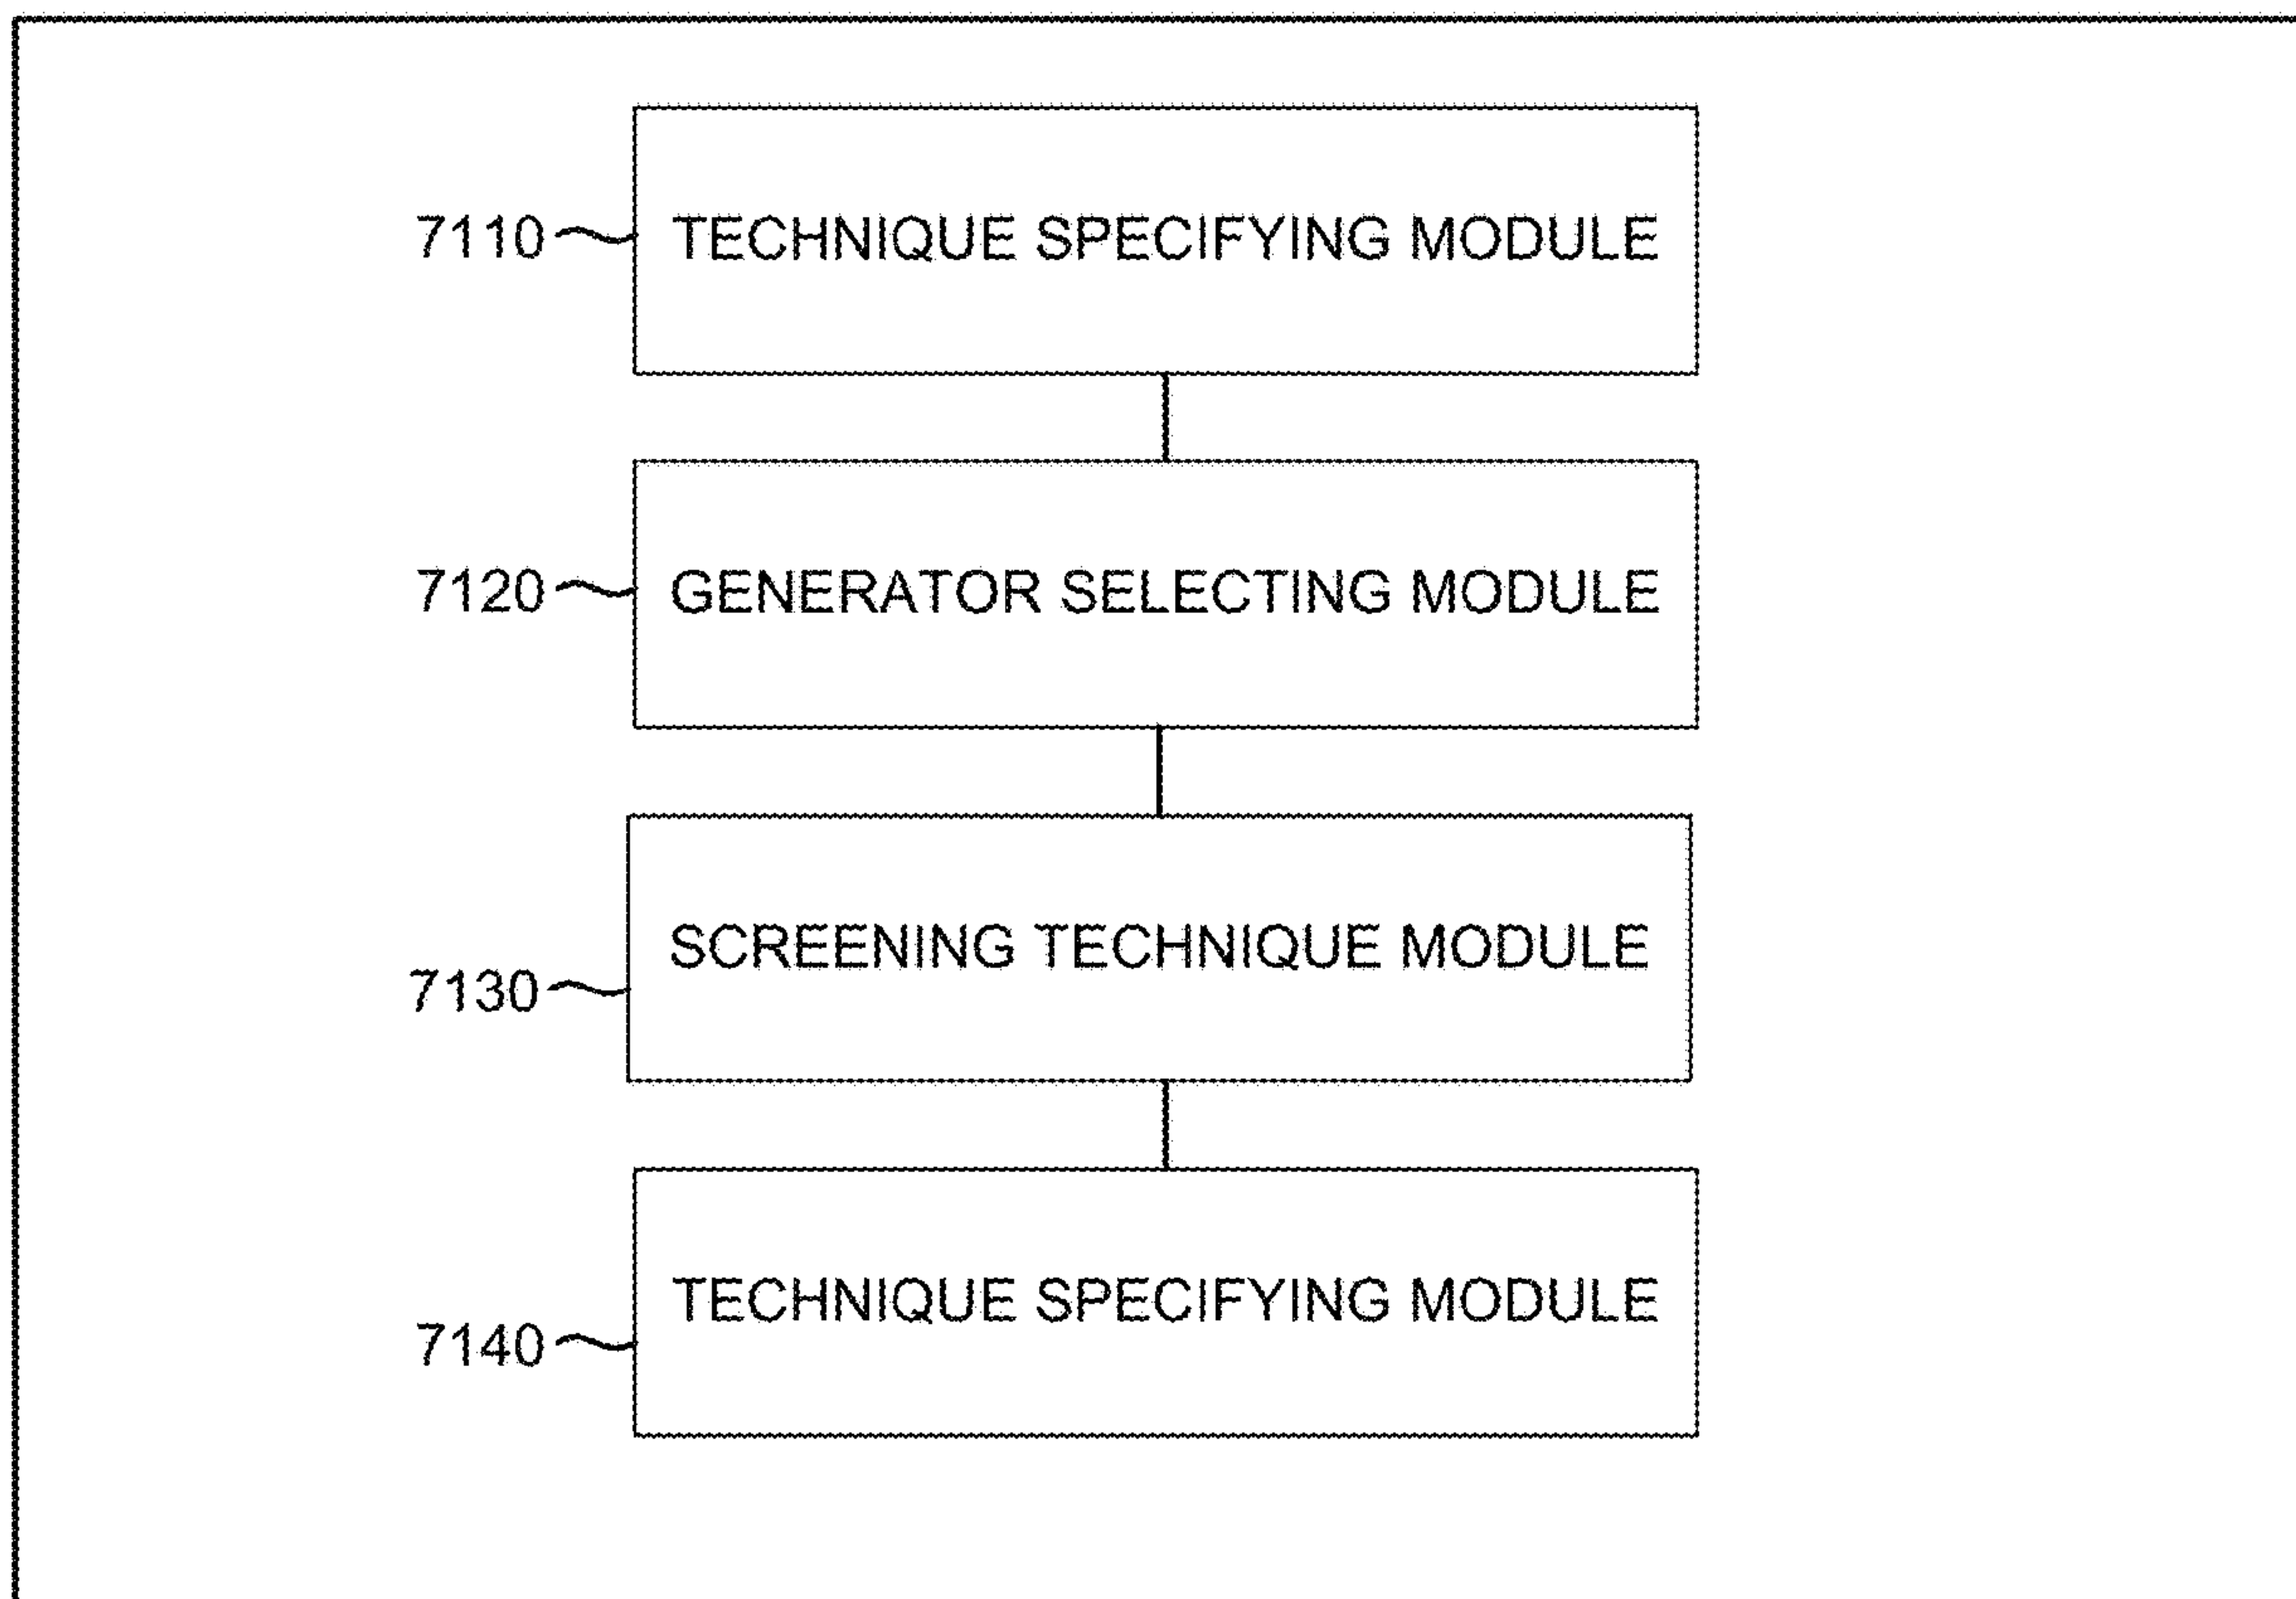 7110 TECHNIQUE SPECIFYING MODULE
7120 GENERATOR SELECTING MODULE
SCREENING TECHNIQUE MODULE
7130
TECHNIQUE SPECIFYING MODULE
7140